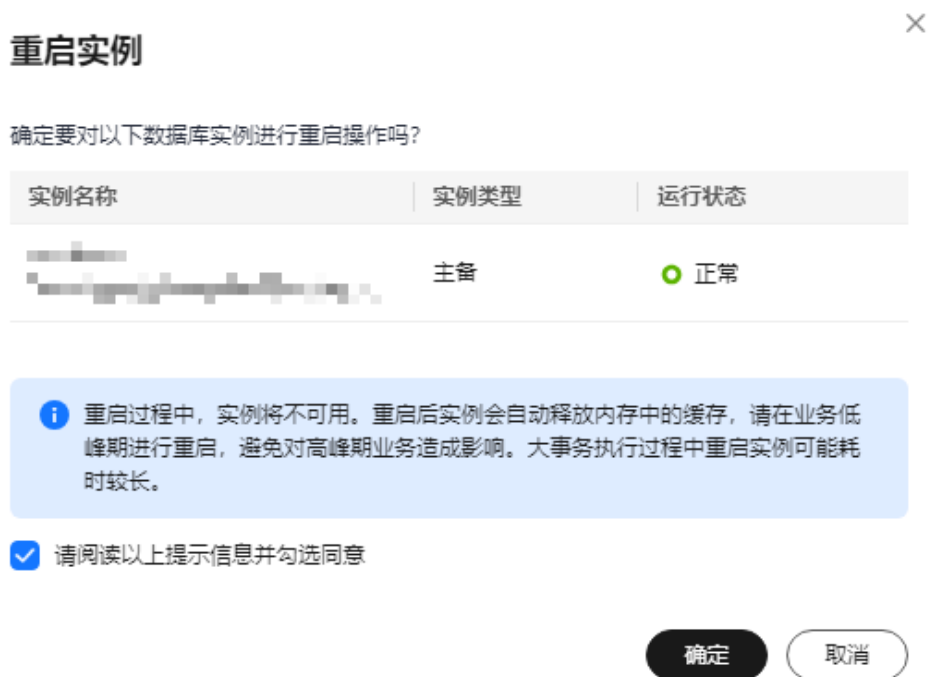 重启实例
确定要对以下数据库实例进行重启操作吗？
实例名称 实例类型 运行状态
主备 正常
重启过程中，实例将不可用。重启后实例会自动释放内存中的缓存，请在业务低
峰期进行重启，避免对高峰期业务造成影响。大事务执行过程中重启实例可能耗
时较长。
请阅读以上提示信息并勾选同意
确定 取消